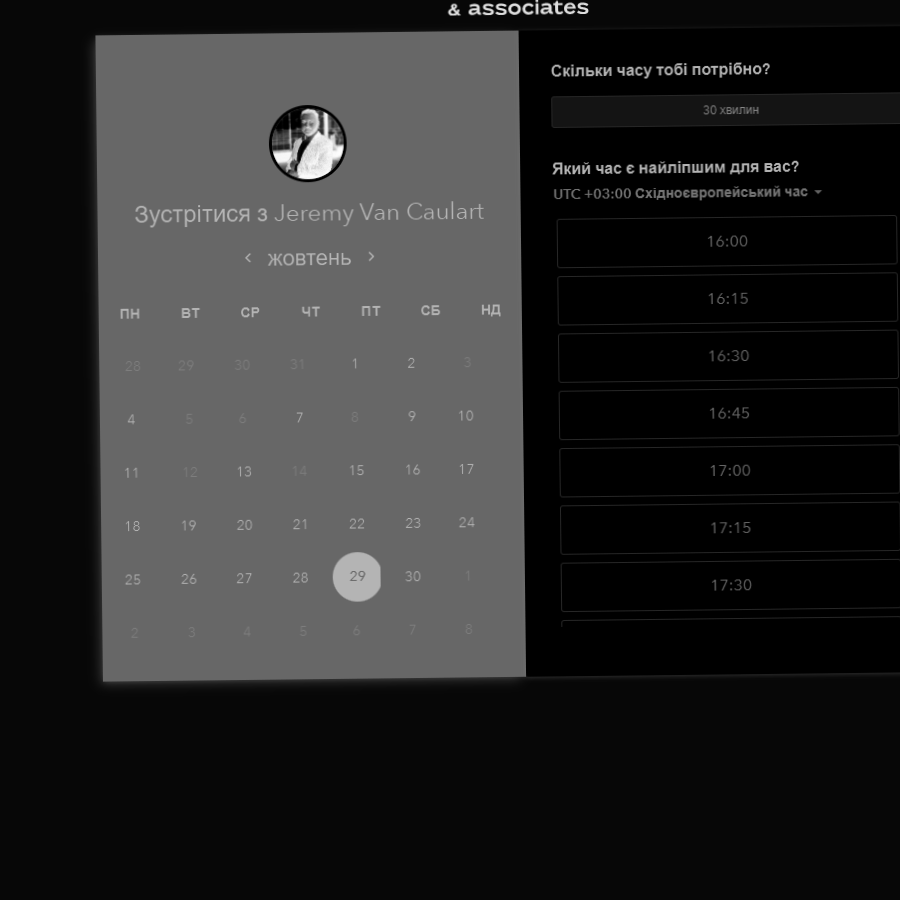 & associates
Зустрітися з Jeremy Van Caulart
жовтень
ПН ВТ СР ЧТ ПТ СБ НД
28 29 30 31 1 2 3
4 5 6 7 8 9 10
11 12 13 14 15 16 17
18 19 20 21 22 23 24
25 26 27 28 29 30 1
2 3 4 5 6 7 8
Скільки часу тобі потрібно?
30 хвилин
Який час є найліпшим для вас?
UTC +03:00 Східноєвропейський час
16:00
16:15
16:30
16:45
17:00
17:15
17:30